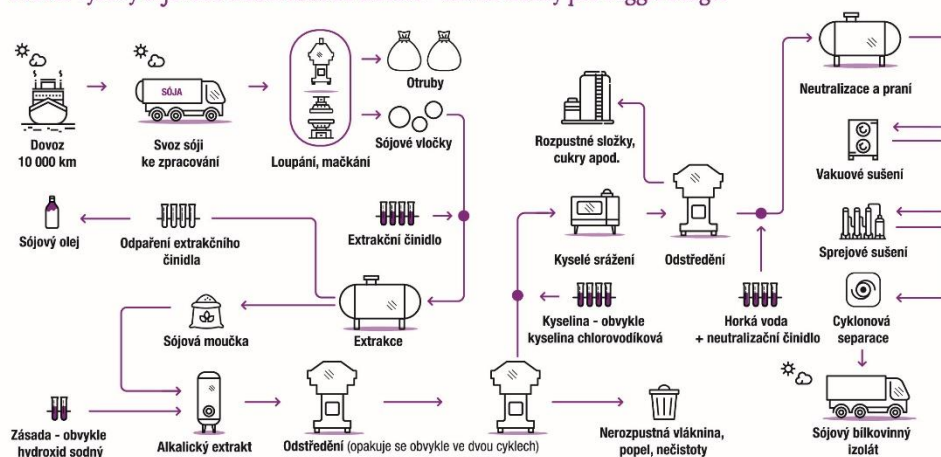 SÓJA
Dovoz
10 000 km
Svoz sóji
ke zpracování
Loupání, mačkání
Otruby
Sójové vločky
Rozpustné složky,
cukry apod.
Neutralizace a praní
Vakuové sušení
Sójový olej
Odpaření extrakčního
činidla
Extrakční činidlo
Kyselé srážení
Odstředění
Sprejové sušení
Sójová moučka
Extrakce
Kyselina - obvykle
kyselina chlorovodíková
Horká voda
+ neutralizační činidlo
Cyklonová
separace
Zásada - obvykle
hydroxid sodný
Alkalický extrakt
Odstředění (opakuje se obvykle ve dvou cyklech)
Nerozpustná vláknina,
popel, nečistoty
Sójový bílkovinný
izolát